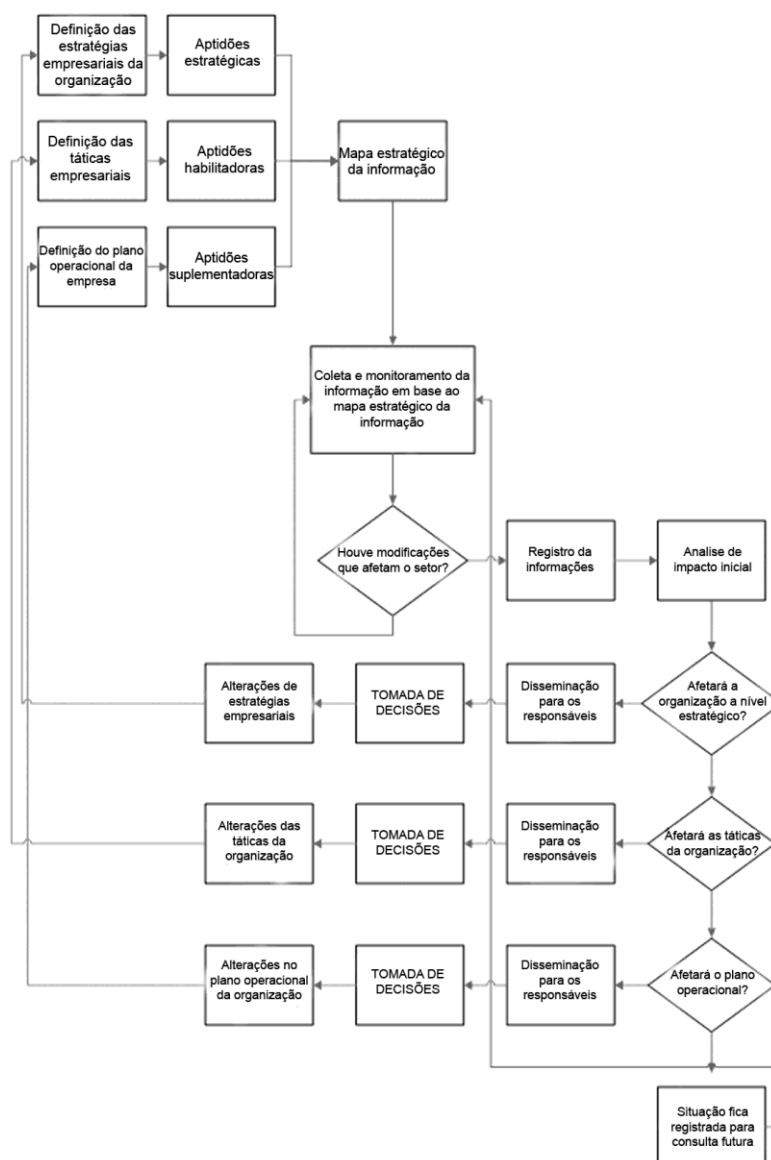 Definição das
estratégias
empresariais da
organização
Aptidões
estratégicas
Definição das
táticas
empresariais
Aptidões
habilitadoras
Mapa estratégico
da informação
Definição do plano
operacional da
empresa
Aptidões
suplementadoras
Coleta e monitoramento da
informação em base ao
mapa estratégico da
informação
Houve modificações
que afetam o setor?
Registro da
informações
Analise de
impacto inicial
Alterações de
estratégias
empresariais
TOMADA DE
DECISÕES
Disseminação
para os
responsáveis
Afetará a
organização a nível
estratégico?
Alterações das
táticas da
organização
TOMADA DE
DECISÕES
Disseminação
para os
responsáveis
Afetará as táticas
da organização?
Alterações no
plano operacional
da organização
TOMADA DE
DECISÕES
Disseminação
para os
responsáveis
Afetará o plano
operacional?
Situação fica
registrada para
consulta futura